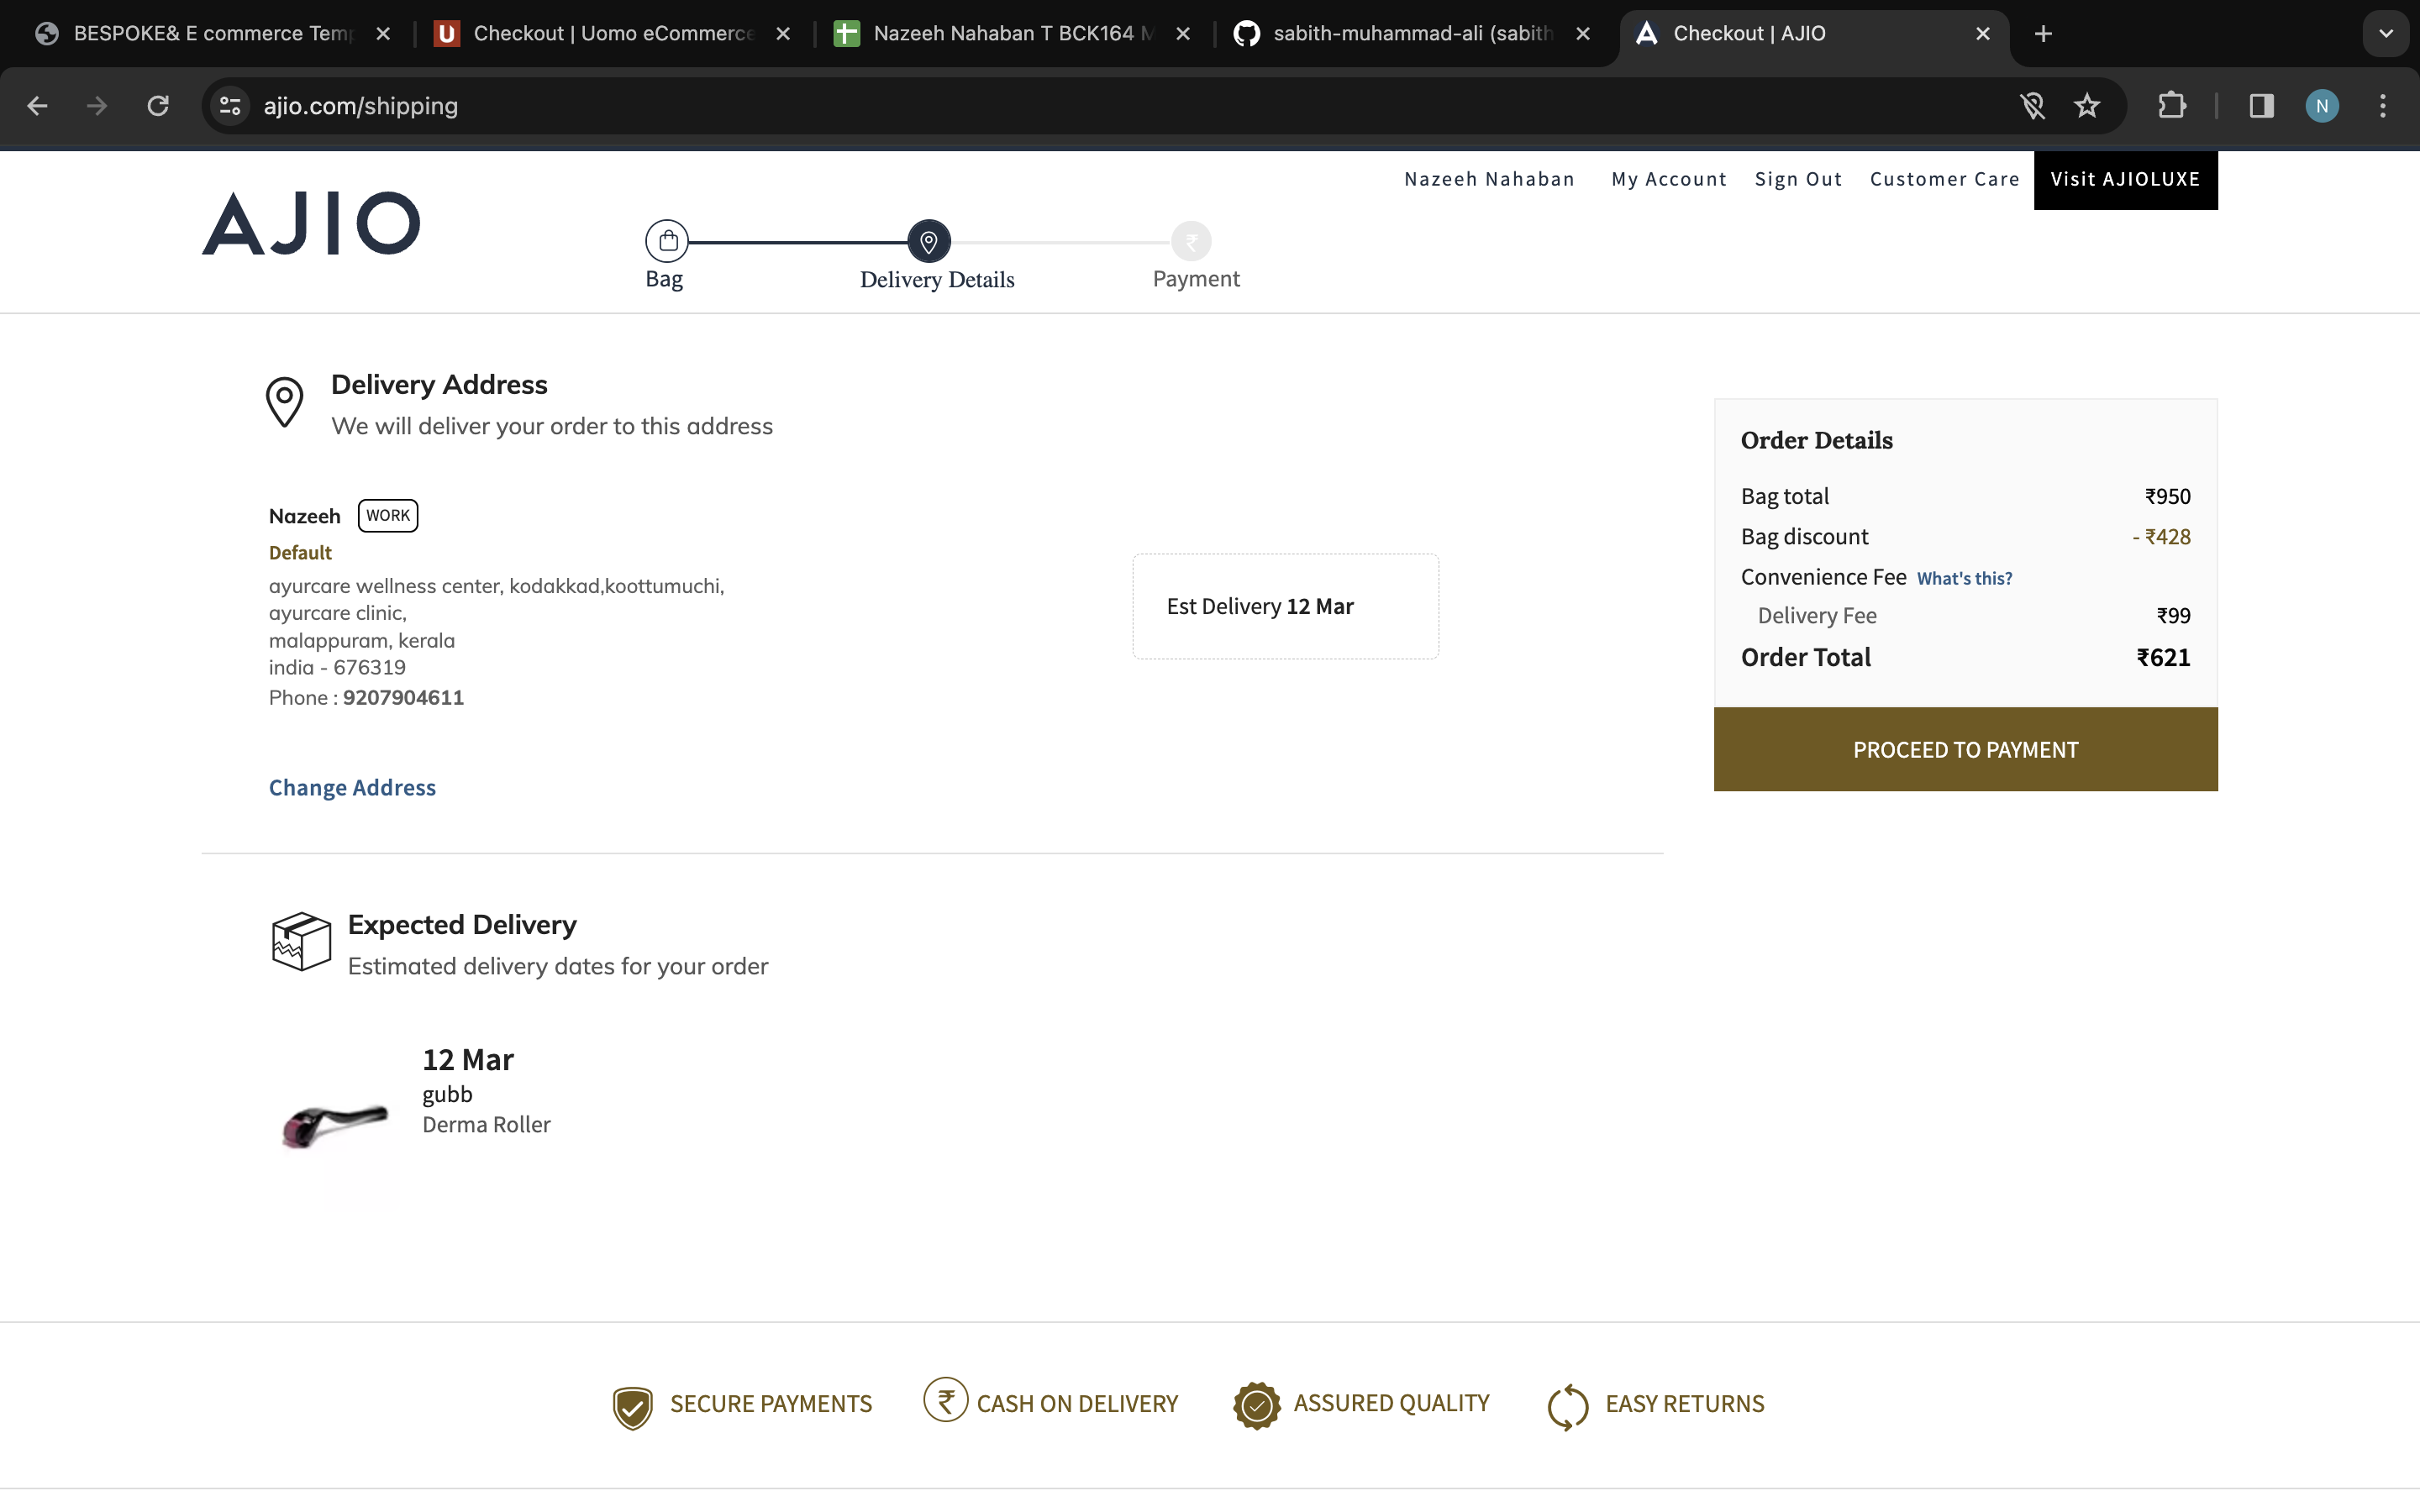 BESPOKE& E commerce Temp
Checkout | Uomo eCommerce
Nazeeh Nahaban T BCK164 M
sabith-muhammad-ali (sabith
Checkout | AJIO
ajio.com/shipping
N
Nazeeh Nahaban
My Account
Sign Out
Customer Care
Visit AJIOLUXE
AJIO
Bag
Delivery Details
₹
Payment
Delivery Address
We will deliver your order to this address
Nazeeh WORK
Default
ayurcare wellness center, kodakkad,koottumuchi,
ayurcare clinic,
malappuram, kerala
india - 676319
Phone : 9207904611
Change Address
Est Delivery 12 Mar
Order Details
Bag total ₹950
Bag discount - ₹428
Convenience Fee What's this?
Delivery Fee ₹99
Order Total ₹621
PROCEED TO PAYMENT
Expected Delivery
Estimated delivery dates for your order
12 Mar
gubb
Derma Roller
SECURE PAYMENTS
₹ CASH ON DELIVERY
ASSURED QUALITY
EASY RETURNS